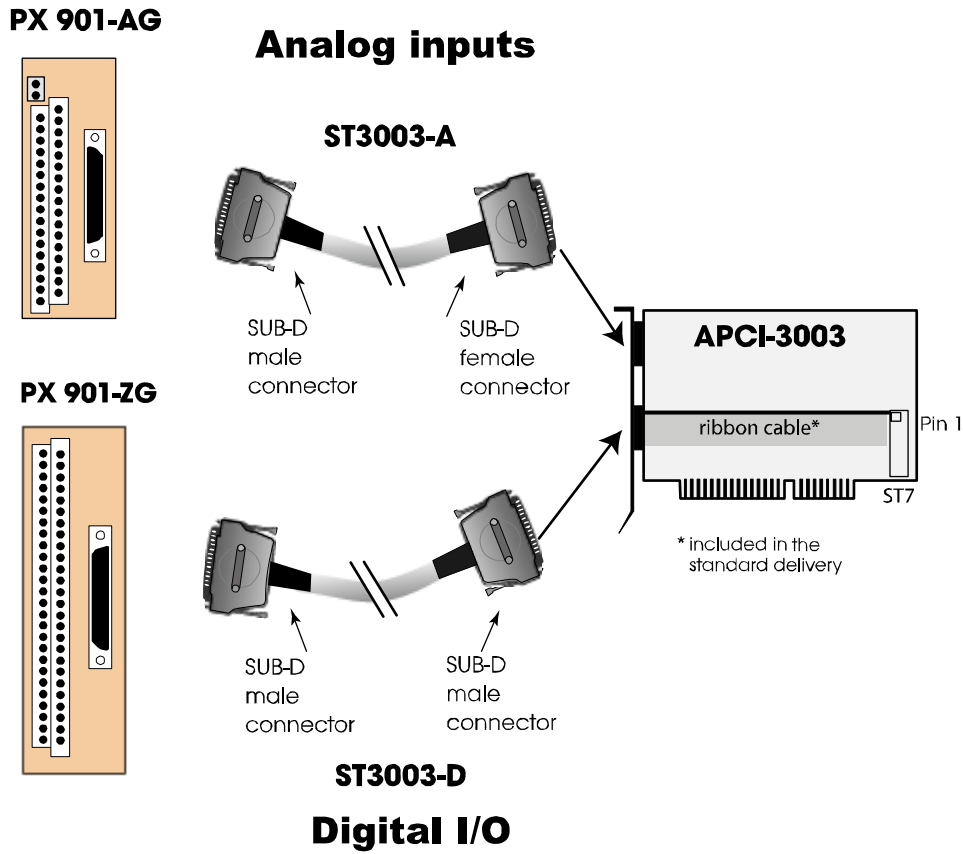 PX 901-AG
Analog inputs
ST3003-A
SUB-D
male
connector
SUB-D
female
connector
APCI-3003
ribbon cable*
Pin 1
ST7
* included in the
standard delivery
PX 901-ZG
SUB-D
male
connector
SUB-D
male
connector
ST3003-D
Digital I/O